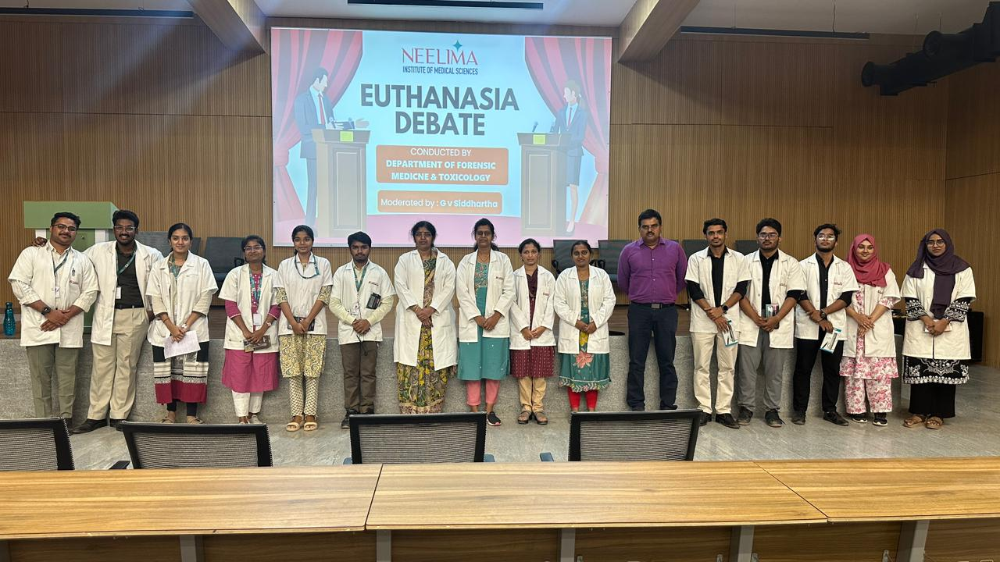 NEELIMA
INSTITUTE OF MEDICAL SCIENCES
EUTHANASIA
DEBATE
CONDUCTED BY
DEPARTMENT OF FORENSIC
MEDICNE & TOXICOLOGY
Moderated by : G v Siddhartha